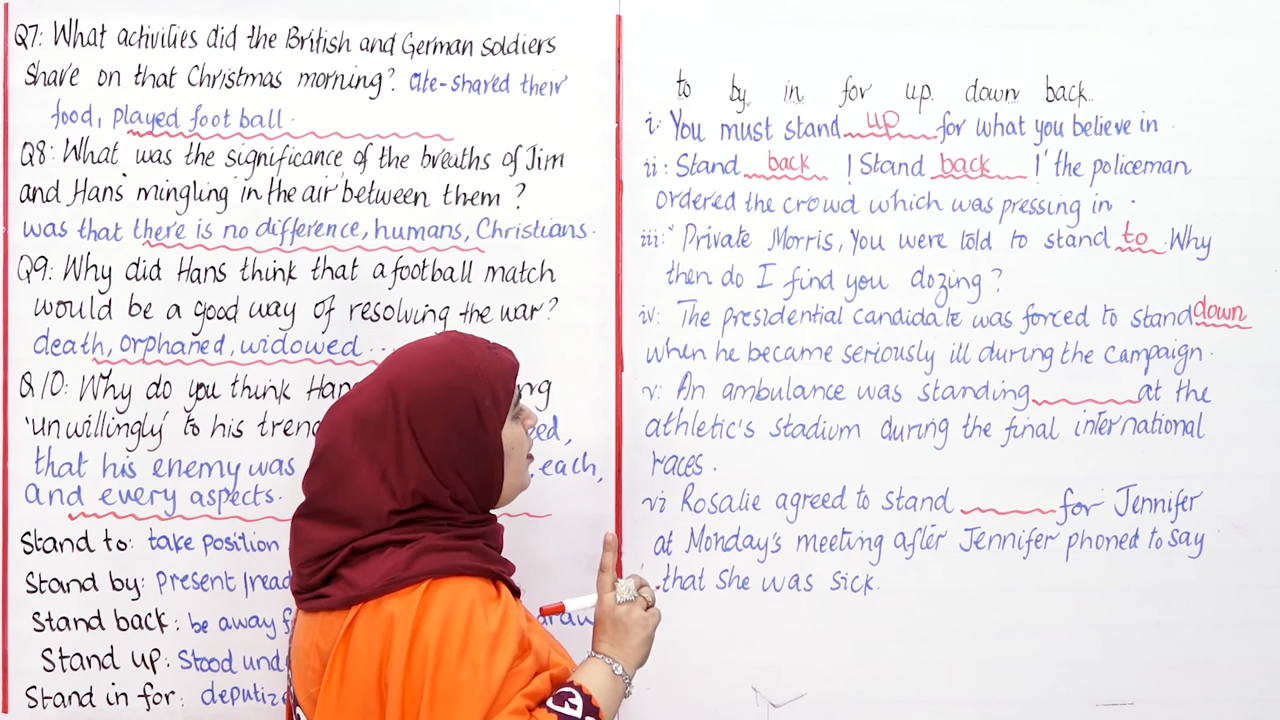 Q7: What activities did the British and German soldiers
share on that Christmas morning? ate-shared their
food, played foot ball.
Q8: What was the significance of the breaths of Jim
and Hans mingling in the air between them?
was that there is no difference, humans, Christians.
Q9: Why did Hans think that a football match
would be a good way of resolving the war?
death, orphaned, widowed...
Q10: Why do you think
'unwillingly' to his
that his enemy was each,
and every aspects.
Stand to: take position
Stand by: Present
Stand back: be away
Stand up: Stood
Stand in for:
to by in for up down back
i: You must stand up for what you believe in.
ii: Stand back ! Stand back !' the policeman
ordered the crowd which was pressing in.
iii: "Private Morris, You were told to stand to. Why
then do I find you dozing?
iv: The presidential candidate was forced to stand down
when he became seriously ill during the campaign.
v: An ambulance was standing at the
athletic's stadium during the final international
races.
vi Rosalie agreed to stand for Jennifer
at Monday's meeting after Jennifer phoned to say
that she was sick.